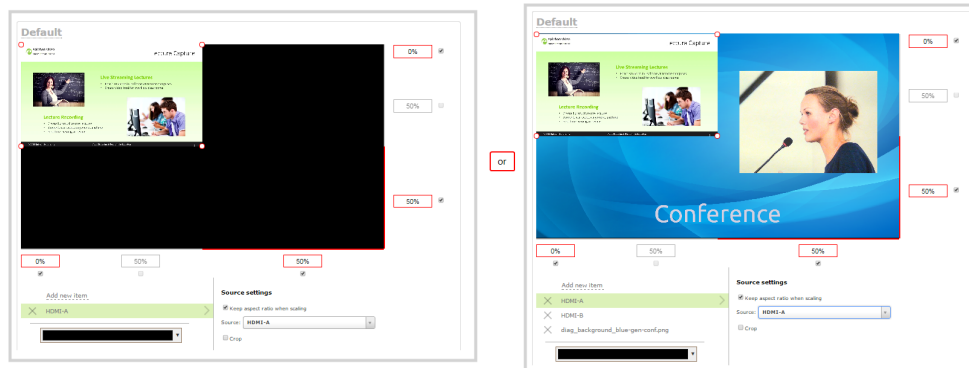 Default
ecture Capture
Live Streaming Lectures
Lecture Recording
0%
50%
50%
0%
50%
50%
Add new item
HDMI-A
Source settings
Keep aspect ratio when scaling
Source: HDMI-A
Crop
or
Default
ecture Capture
Live Streaming Lectures
Lecture Recording
Conference
0%
50%
50%
0%
50%
50%
Add new item
HDMI-A
HDMI-B
diag_background_blue-gen-conf.png
Source settings
Keep aspect ratio when scaling
Source: HDMI-A
Crop